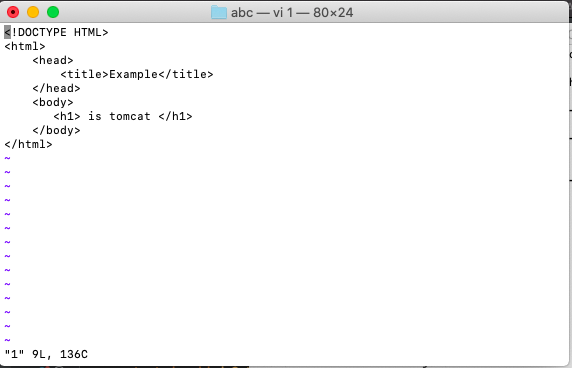 abc — vi 1 — 80×24
<!DOCTYPE HTML>
<html>
    <head>
        <title>Example</title>
    </head>
    <body>
       <h1> is tomcat </h1>
    </body>
</html>
~
~
~
~
~
~
~
~
~
~
~
~
~
~
"1" 9L, 136C